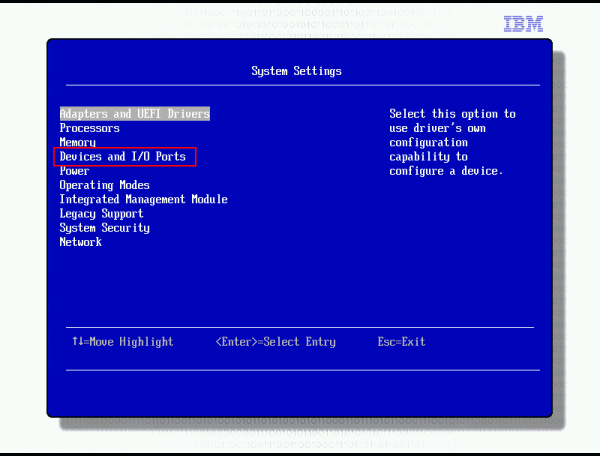 IBM
System Settings
Adapters and UEFI Drivers
Processors
Memory
Devices and I/O Ports
Power
Operating Modes
Integrated Management Module
Legacy Support
System Security
Network
Select this option to
use driver's own
configuration
capability to
configure a device.
↑↓=Move Highlight <Enter>=Select Entry Esc=Exit